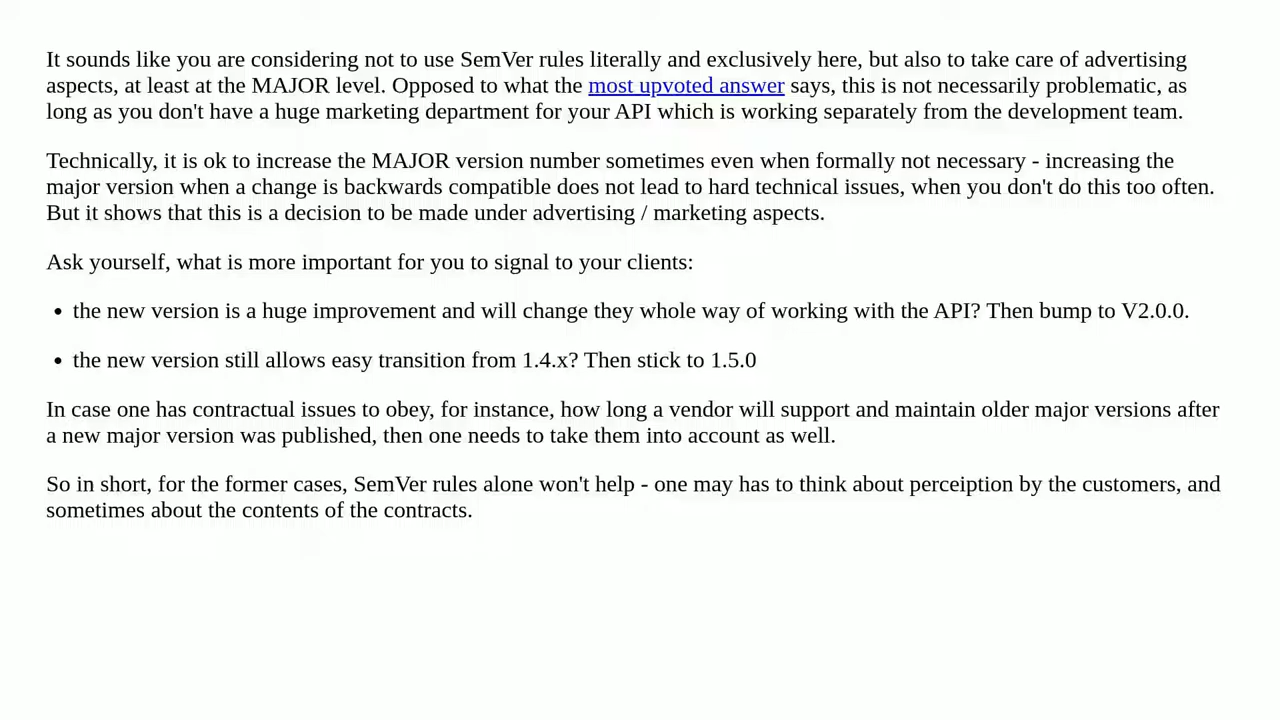 It sounds like you are considering not to use SemVer rules literally and exclusively here, but also to take care of advertising
aspects, at least at the MAJOR level. Opposed to what the most upvoted answer says, this is not necessarily problematic, as
long as you don't have a huge marketing department for your API which is working separately from the development team.
Technically, it is ok to increase the MAJOR version number sometimes even when formally not necessary - increasing the
major version when a change is backwards compatible does not lead to hard technical issues, when you don't do this too often.
But it shows that this is a decision to be made under advertising / marketing aspects.
Ask yourself, what is more important for you to signal to your clients:
• the new version is a huge improvement and will change they whole way of working with the API? Then bump to V2.0.0.
• the new version still allows easy transition from 1.4.x? Then stick to 1.5.0
In case one has contractual issues to obey, for instance, how long a vendor will support and maintain older major versions after
a new major version was published, then one needs to take them into account as well.
So in short, for the former cases, SemVer rules alone won't help - one may has to think about perceiption by the customers, and
sometimes about the contents of the contracts.